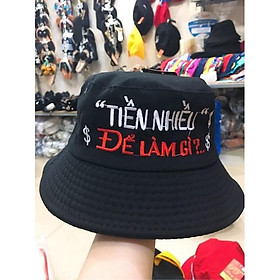 "TIỀN NHIỀU"
$ ĐỂ LÀM GÌ?.. $